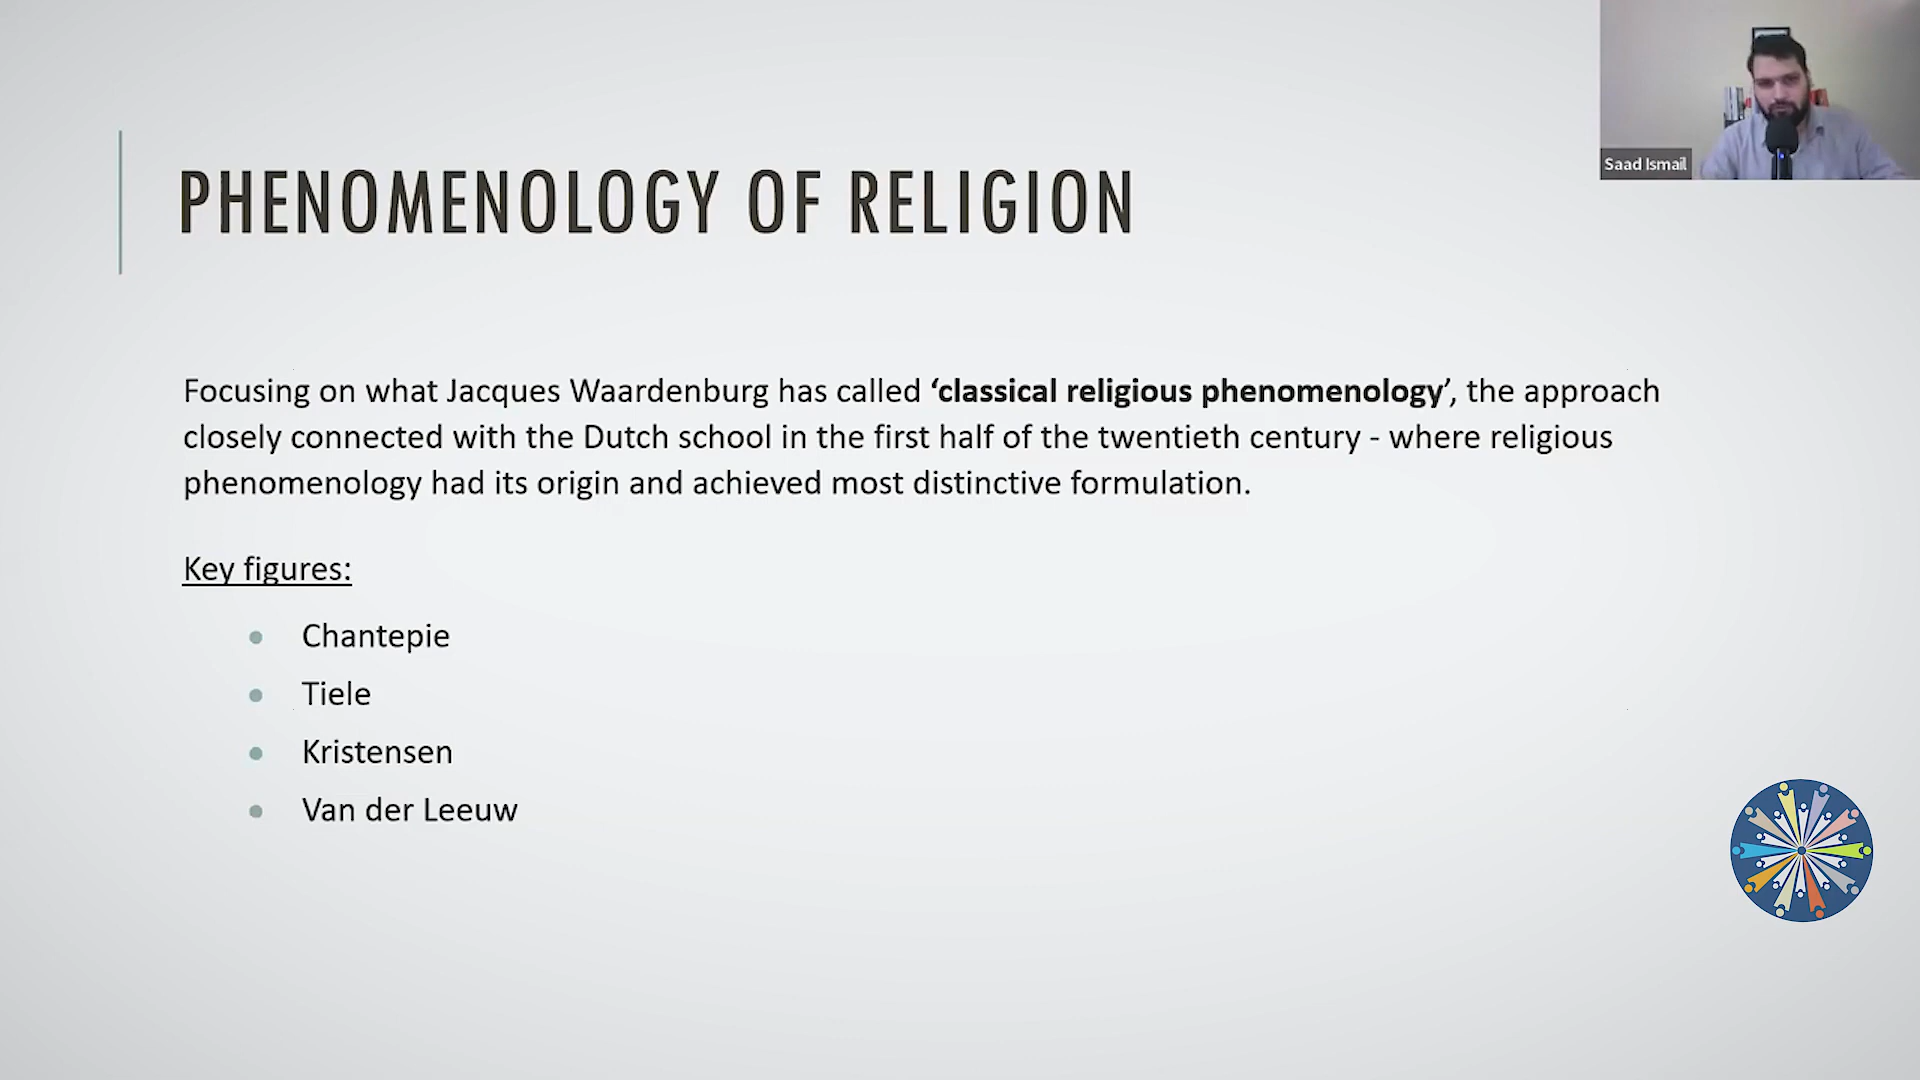 PHENOMENOLOGY OF RELIGION
Saad Ismail
Focusing on what Jacques Waardenburg has called ‘classical religious phenomenology’, the approach
closely connected with the Dutch school in the first half of the twentieth century - where religious
phenomenology had its origin and achieved most distinctive formulation.
Key figures:
Chantepie
Tiele
Kristensen
Van der Leeuw